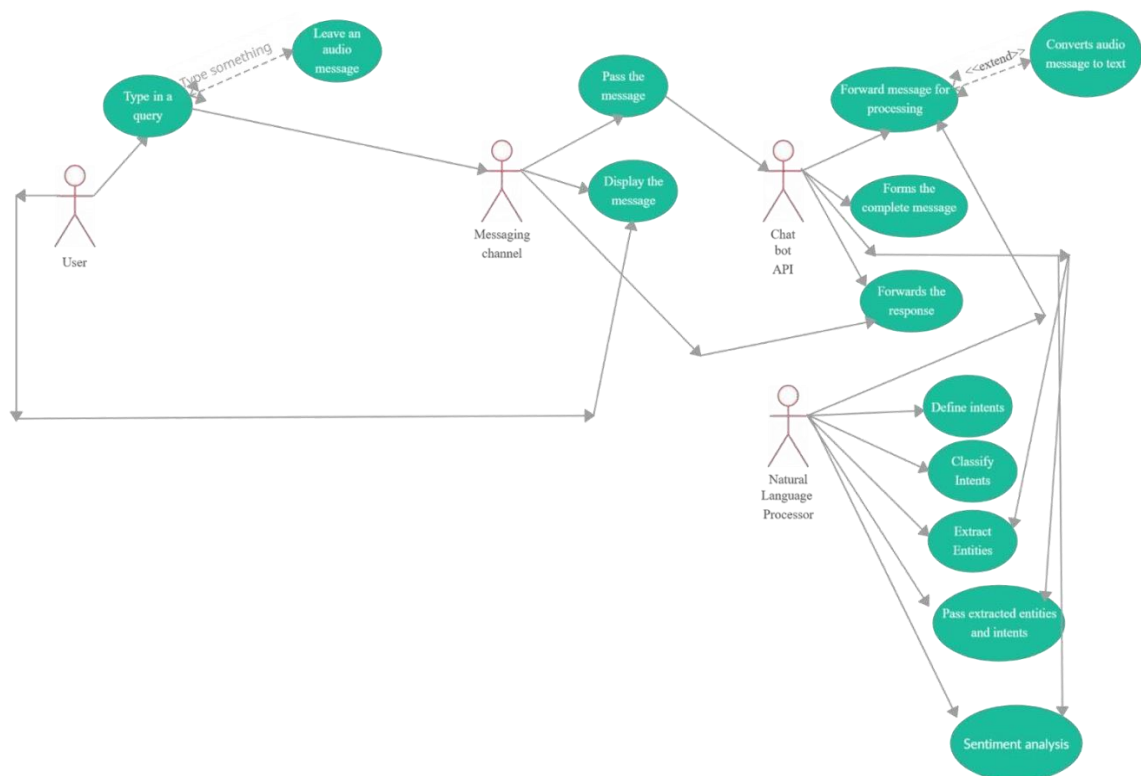 Leave an
audio
message
Type something
Type in a
query
User
Pass the
message
Messaging
channel
Display the
message
Converts audio
message to text
<<extend>>
Forward message for
processing
Chat
bot
API
Forms the
complete message
Forwards the
response
Natural
Language
Processor
Define intents
Classify
Intents
Extract
Entities
Pass extracted entities
and intents
Sentiment analysis